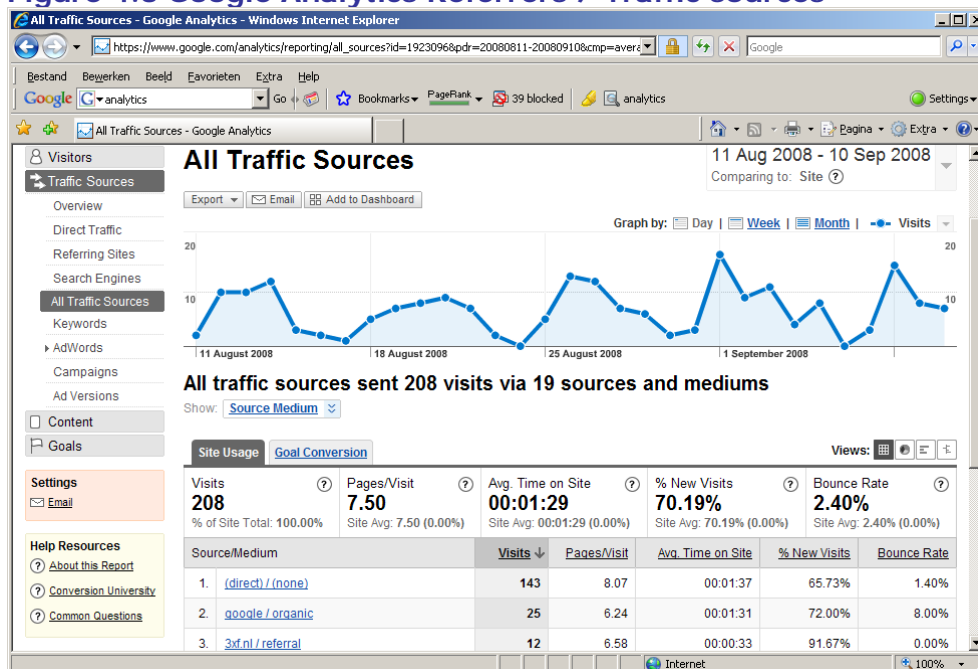 All Traffic Sources - Google Analytics - Windows Internet Explorer
https://www.google.com/analytics/reporting/all_sources?id=1923096&pdr=20080811-20080910&cmp=avera
Google
Bestand Bewerken Beeld Favorieten Extra Help
Google analytics Go Bookmarks PageRank 39 blocked analytics Settings
All Traffic Sources - Google Analytics Pagina Extra
Visitors
Traffic Sources
Overview
Direct Traffic
Referring Sites
Search Engines
All Traffic Sources
Keywords
AdWords
Campaigns
Ad Versions
Content
Goals
Settings
Email
Help Resources
About this Report
Conversion University
Common Questions
All Traffic Sources
11 Aug 2008 - 10 Sep 2008
Comparing to: Site
Export Email Add to Dashboard
Graph by: Day | Week | Month | Visits
20 20
10 10
11 August 2008 18 August 2008 25 August 2008 1 September 2008
All traffic sources sent 208 visits via 19 sources and mediums
Show: Source Medium
Site Usage Goal Conversion Views:
Visits Pages/Visit Avg. Time on Site % New Visits Bounce Rate
208 7.50 00:01:29 70.19% 2.40%
% of Site Total: 100.00% Site Avg: 7.50 (0.00%) Site Avg: 00:01:29 (0.00%) Site Avg: 70.19% (0.00%) Site Avg: 2.40% (0.00%)
Source/Medium Visits Pages/Visit Avg. Time on Site % New Visits Bounce Rate
1. (direct) / (none) 143 8.07 00:01:37 65.73% 1.40%
2. google / organic 25 6.24 00:01:31 72.00% 8.00%
3. 3xf.nl / referral 12 6.58 00:00:33 91.67% 0.00%
Internet 100%